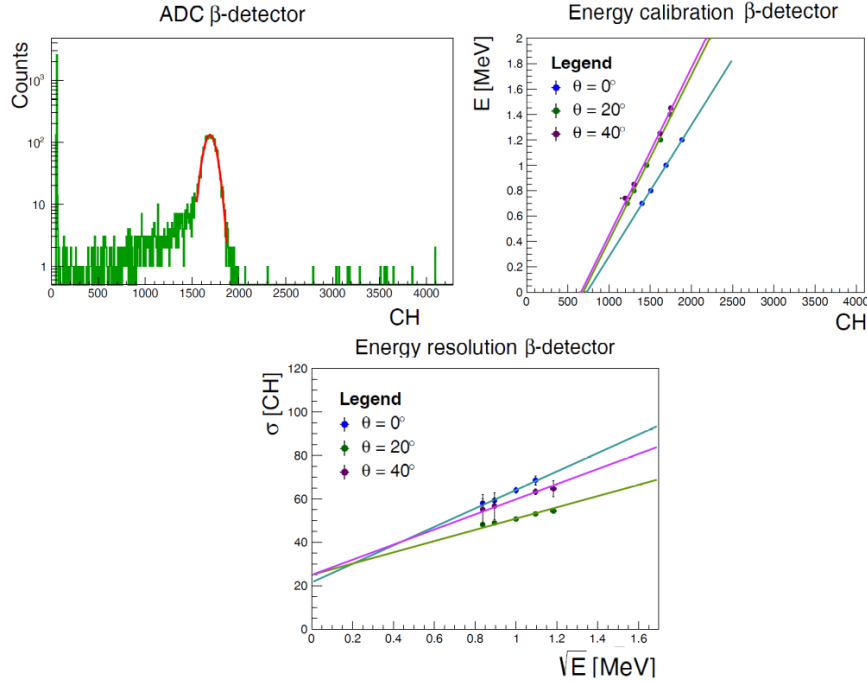 ADC β-detector
Counts
10³
10²
10
1
0 500 1000 1500 2000 2500 3000 3500 4000
CH
Energy calibration β-detector
E [MeV]
2
1.8
1.6
1.4
1.2
1
0.8
0.6
0.4
0.2
0
Legend
θ = 0°
θ = 20°
θ = 40°
0 500 1000 1500 2000 2500 3000 3500 4000
CH
Energy resolution β-detector
σ [CH]
120
100
80
60
40
20
0
Legend
θ = 0°
θ = 20°
θ = 40°
0 0.2 0.4 0.6 0.8 1 1.2 1.4 1.6
√E [MeV]